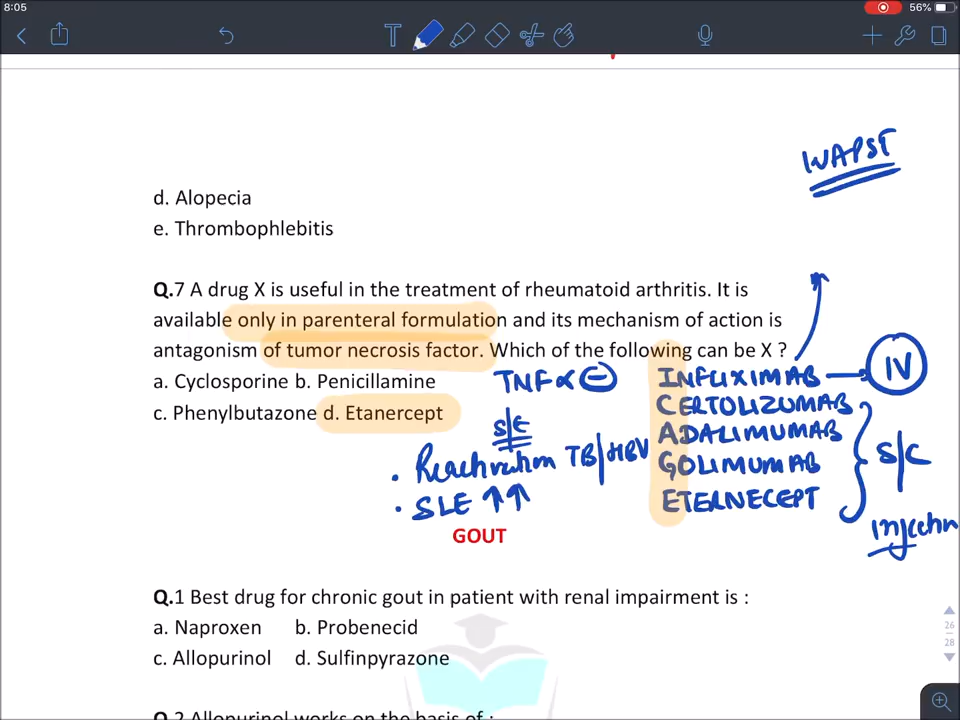 8:05
56%
T
WAPST
d. Alopecia
e. Thrombophlebitis
Q.7 A drug X is useful in the treatment of rheumatoid arthritis. It is
available only in parenteral formulation and its mechanism of action is
antagonism of tumor necrosis factor. Which of the following can be X ?
a. Cyclosporine b. Penicillamine
c. Phenylbutazone d. Etanercept
TNFα ⊖
S/E
• Reactivation TB/HBV
• SLE ↑↑
INFLIXIMAB → IV
CERTOLIZUMAB
ADALIMUMAB
GOLIMUMAB
ETERNECEPT
S/C
Injection
GOUT
Q.1 Best drug for chronic gout in patient with renal impairment is :
a. Naproxen b. Probenecid
c. Allopurinol d. Sulfinpyrazone
Q.2 Allopurinol works on the basis of :
26
28